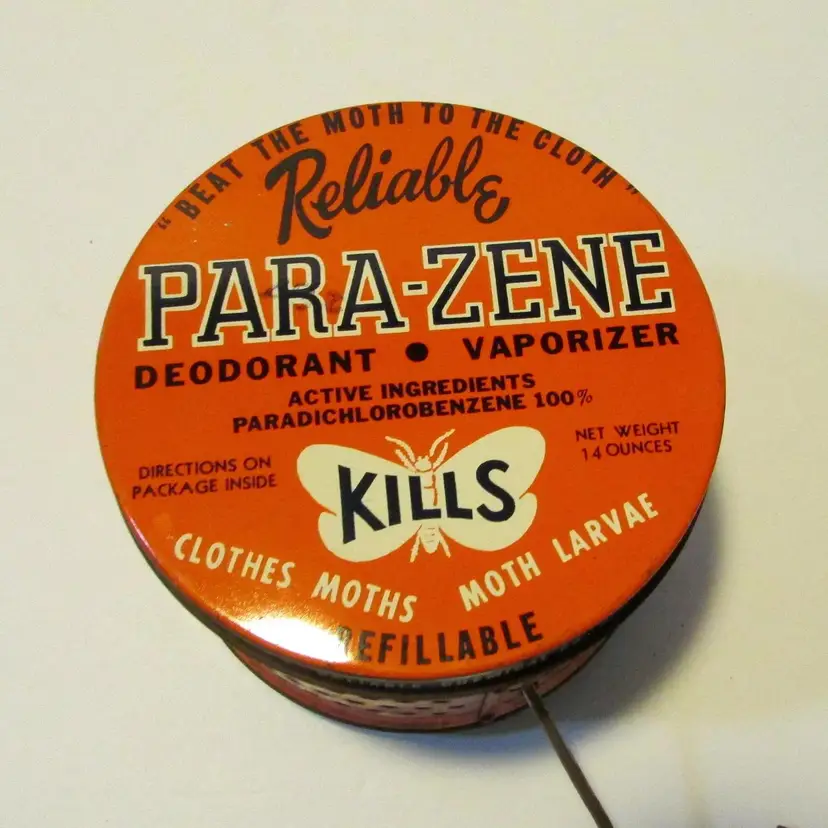 "BEAT THE MOTH TO THE CLOTH"
Reliable
PARA-ZENE
DEODORANT • VAPORIZER
ACTIVE INGREDIENTS
PARADICHLOROBENZENE 100%
DIRECTIONS ON
PACKAGE INSIDE
NET WEIGHT
14 OUNCES
KILLS
CLOTHES MOTHS MOTH LARVAE
REFILLABLE